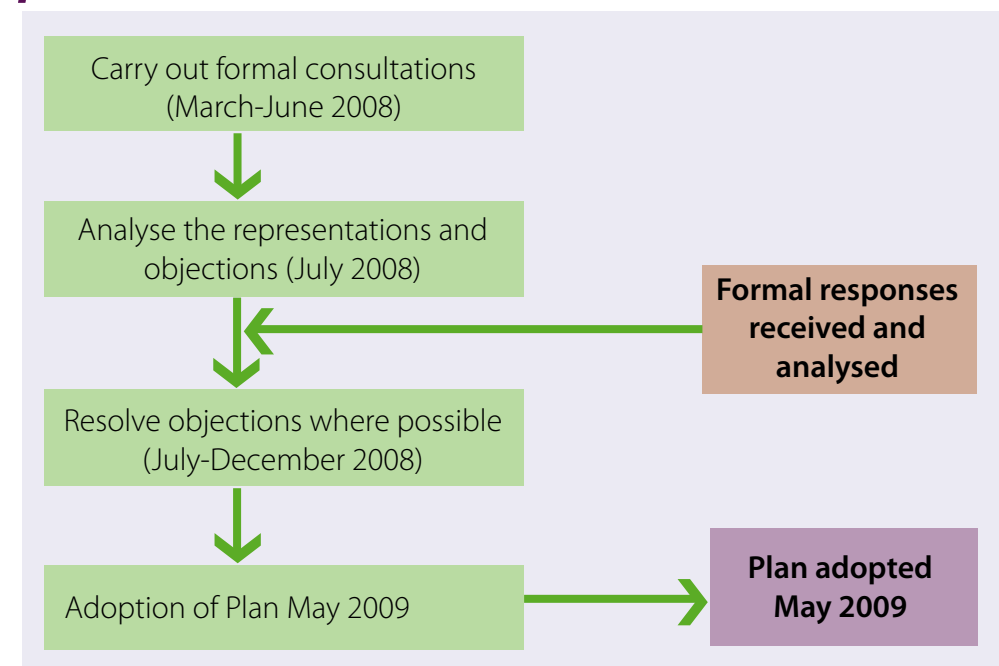 Carry out formal consultations
(March-June 2008)
Analyse the representations and
objections (July 2008)
Formal responses
received and
analysed
Resolve objections where possible
(July-December 2008)
Adoption of Plan May 2009
Plan adopted
May 2009